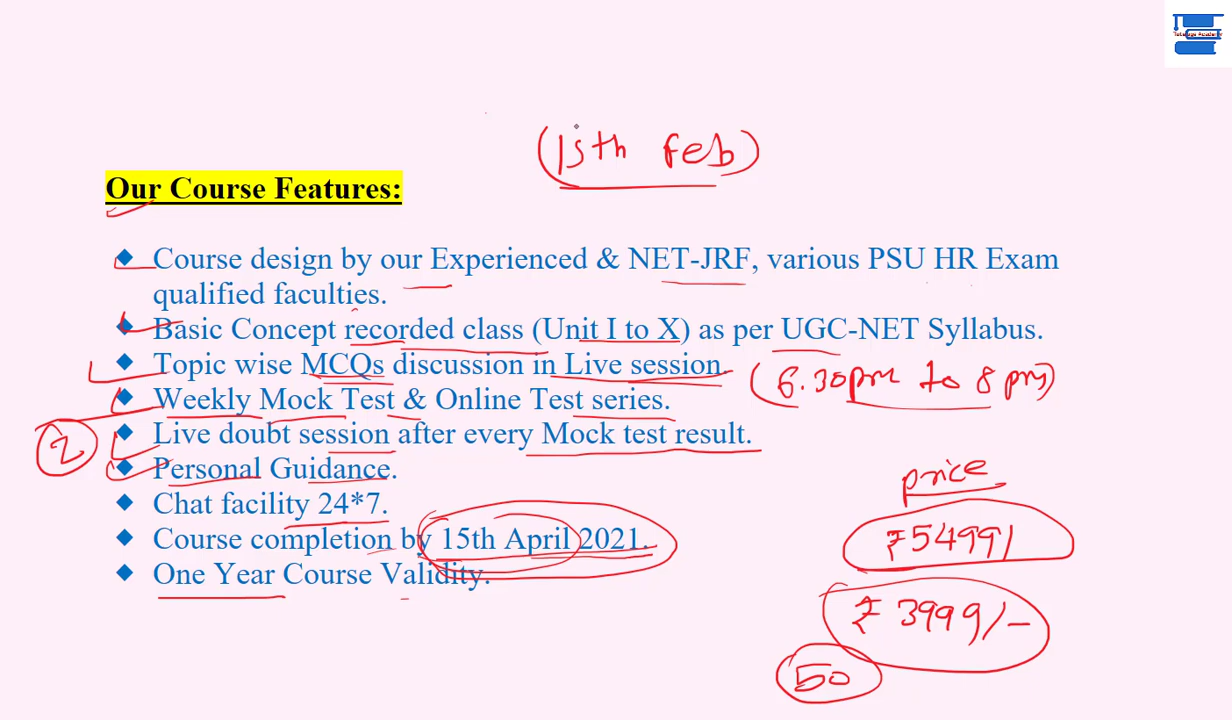 (15th Feb)
Our Course Features:
Course design by our Experienced & NET-JRF, various PSU HR Exam
qualified faculties.
Basic Concept recorded class (Unit I to X) as per UGC-NET Syllabus.
Topic wise MCQs discussion in Live session.
(6.30pm to 8 pm)
Weekly Mock Test & Online Test series.
2
Live doubt session after every Mock test result.
Personal Guidance.
Chat facility 24*7.
Course completion by 15th April 2021.
One Year Course Validity.
price
₹5499/
₹3999/-
50